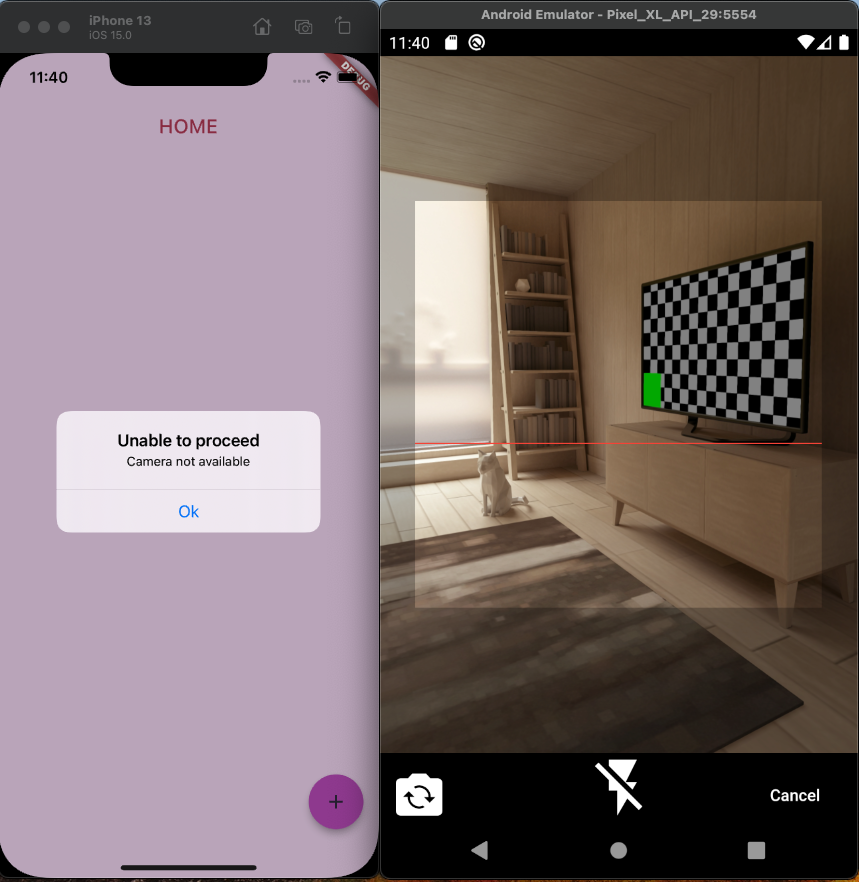 iPhone 13
iOS 15.0
11:40
DEBUG
HOME
Unable to proceed
Camera not available
Ok
+
Android Emulator - Pixel_XL_API_29:5554
11:40
Cancel